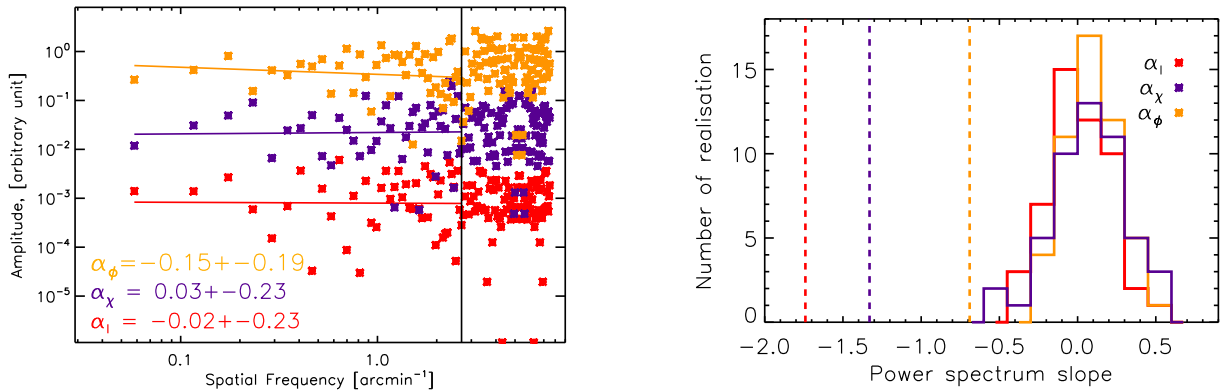 Amplitude, [arbitrary unit]
10⁰
10⁻¹
10⁻²
10⁻³
10⁻⁴
10⁻⁵
α_ϕ=−0.15+−0.19
α_χ = 0.03+−0.23
α_I = −0.02+−0.23
0.1 1.0
Spatial Frequency [arcmin⁻¹]
Number of realisation
15
10
5
0
α_I
α_χ
α_ϕ
−2.0 −1.5 −1.0 −0.5 0.0 0.5
Power spectrum slope